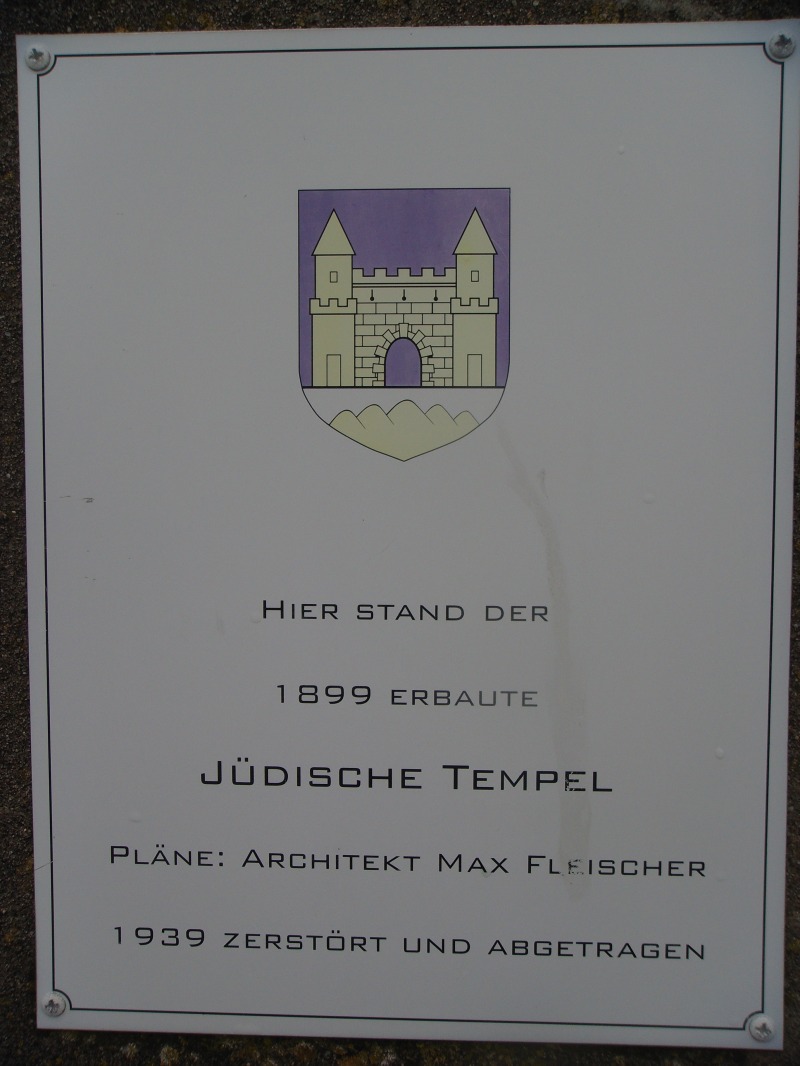 Hier stand der
1899 erbaute
Jüdische Tempel
Pläne: Architekt Max Fleischer
1939 zerstört und abgetragen